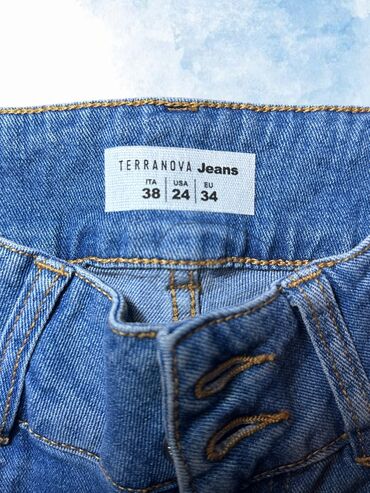 TERRANOVA Jeans
ITA USA EU
38 24 34